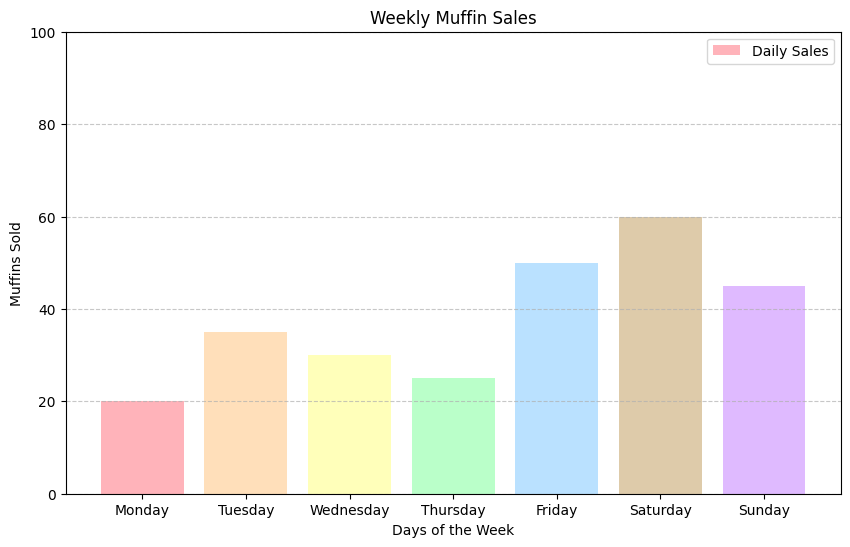 Weekly Muffin Sales
Daily Sales
Muffins Sold
100
80
60
40
20
0
Monday Tuesday Wednesday Thursday Friday Saturday Sunday
Days of the Week